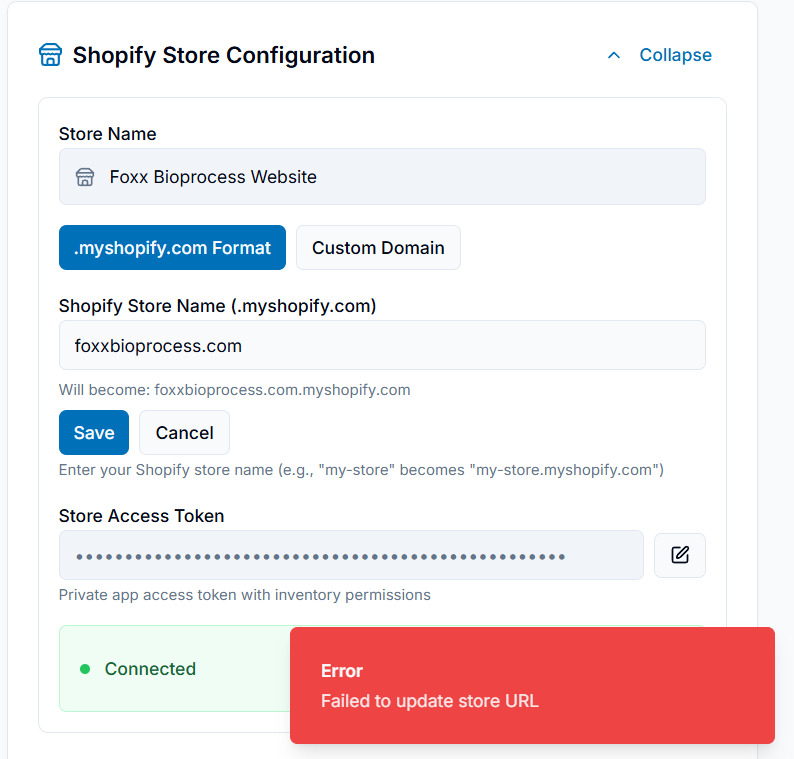 Shopify Store Configuration
Collapse
Store Name
Foxx Bioprocess Website
.myshopify.com Format
Custom Domain
Shopify Store Name (.myshopify.com)
foxxbioprocess.com
Will become: foxxbioprocess.com.myshopify.com
Save
Cancel
Enter your Shopify store name (e.g., "my-store" becomes "my-store.myshopify.com")
Store Access Token
••••••••••••••••••••••••••••••••••••••••••••••••••
Private app access token with inventory permissions
Connected
Error
Failed to update store URL